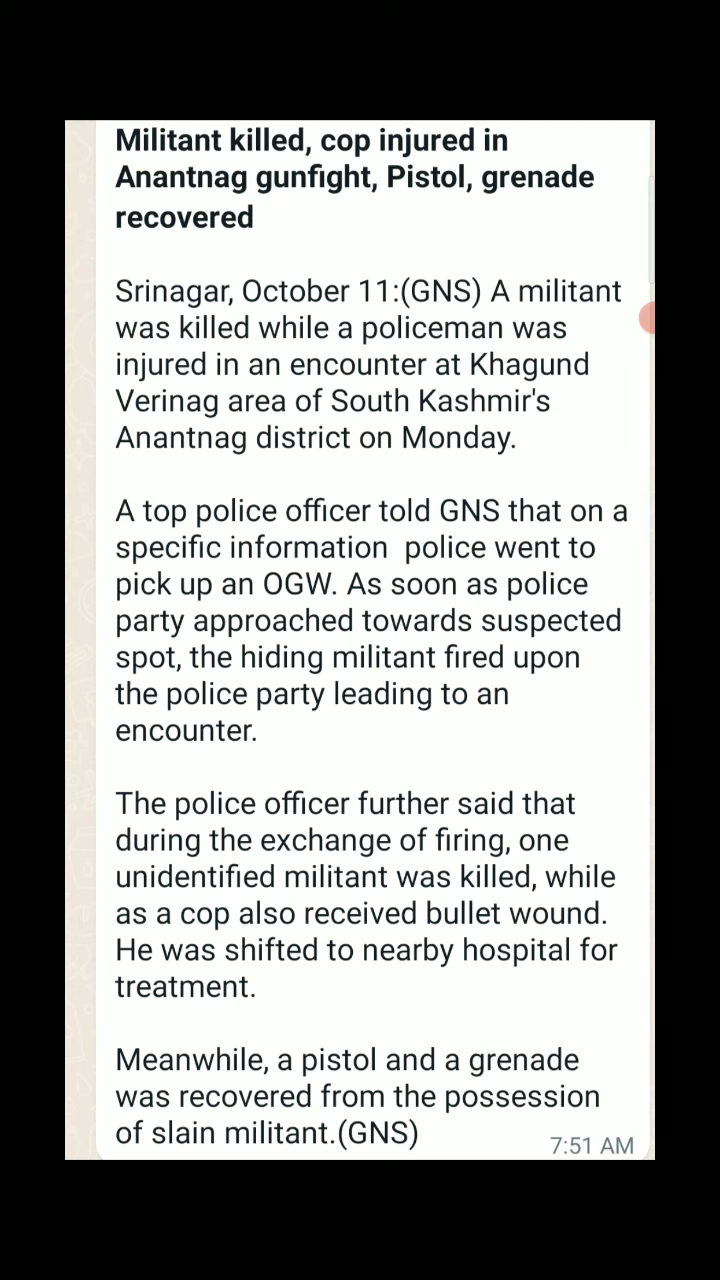 Militant killed, cop injured in
Anantnag gunfight, Pistol, grenade
recovered
Srinagar, October 11:(GNS) A militant
was killed while a policeman was
injured in an encounter at Khagund
Verinag area of South Kashmir's
Anantnag district on Monday.
A top police officer told GNS that on a
specific information  police went to
pick up an OGW. As soon as police
party approached towards suspected
spot, the hiding militant fired upon
the police party leading to an
encounter.
The police officer further said that
during the exchange of firing, one
unidentified militant was killed, while
as a cop also received bullet wound.
He was shifted to nearby hospital for
treatment.
Meanwhile, a pistol and a grenade
was recovered from the possession
of slain militant.(GNS)
7:51 AM